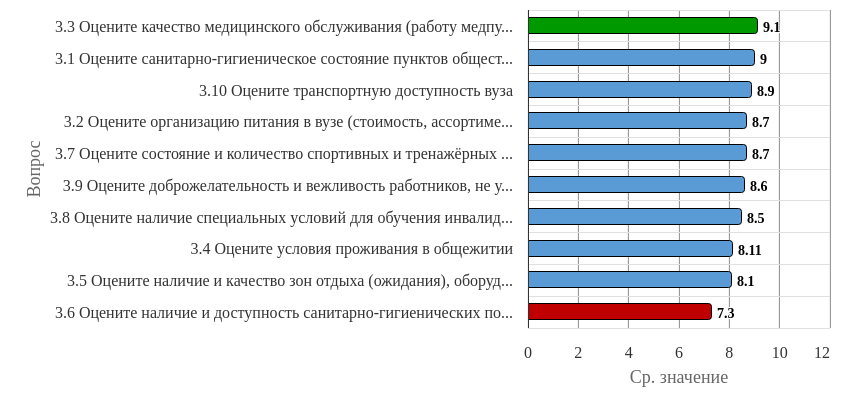 3.3 Оцените качество медицинского обслуживания (работу медпу... 9.1
3.1 Оцените санитарно-гигиеническое состояние пунктов общест... 9
3.10 Оцените транспортную доступность вуза 8.9
3.2 Оцените организацию питания в вузе (стоимость, ассортиме... 8.7
3.7 Оцените состояние и количество спортивных и тренажёрных ... 8.7
3.9 Оцените доброжелательность и вежливость работников, не у... 8.6
3.8 Оцените наличие специальных условий для обучения инвалид... 8.5
3.4 Оцените условия проживания в общежитии 8.11
3.5 Оцените наличие и качество зон отдыха (ожидания), оборуд... 8.1
3.6 Оцените наличие и доступность санитарно-гигиенических по... 7.3
Вопрос
0 2 4 6 8 10 12
Ср. значение